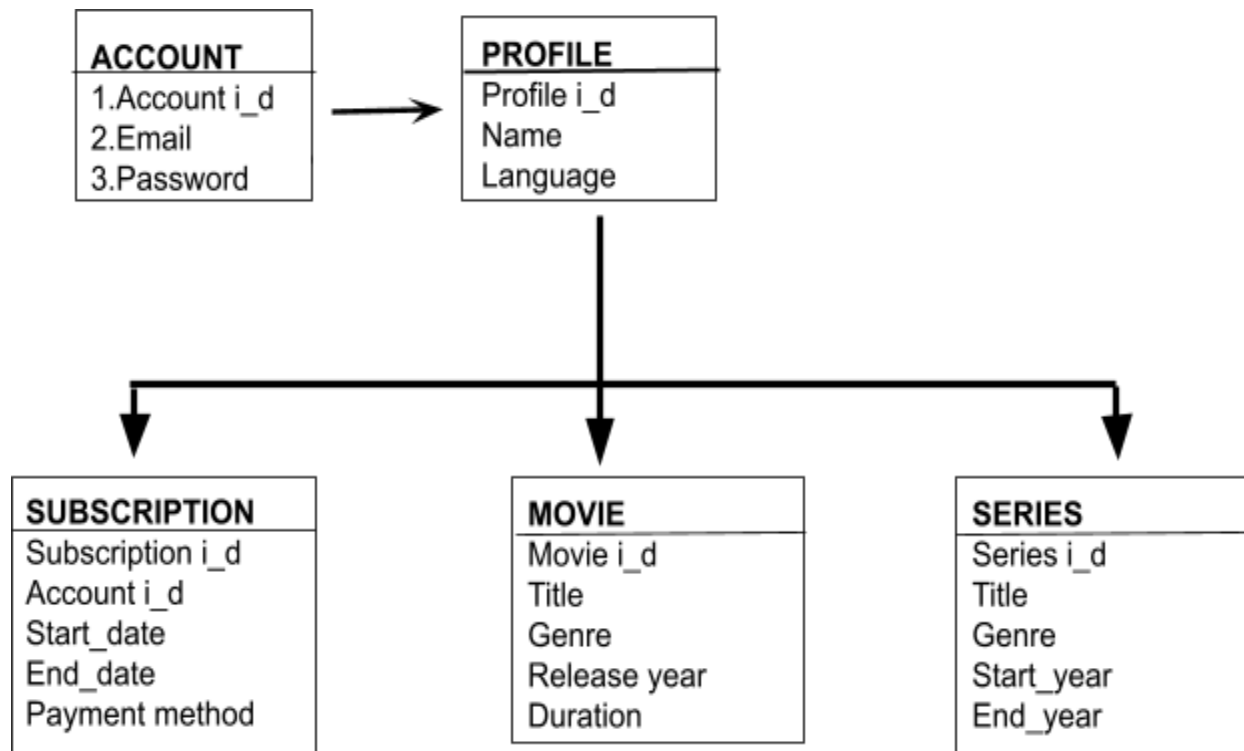 ACCOUNT
1.Account i_d
2.Email
3.Password
PROFILE
Profile i_d
Name
Language
SUBSCRIPTION
Subscription i_d
Account i_d
Start_date
End_date
Payment method
MOVIE
Movie i_d
Title
Genre
Release year
Duration
SERIES
Series i_d
Title
Genre
Start_year
End_year